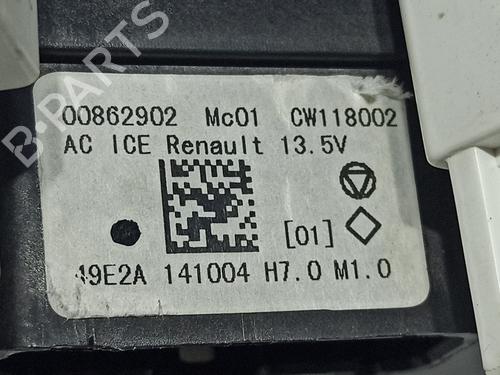 B-PARTS
00862902 Mc01 CW118002
AC ICE Renault 13.5V
[01]
49E2A 141004 H7.0 M1.0